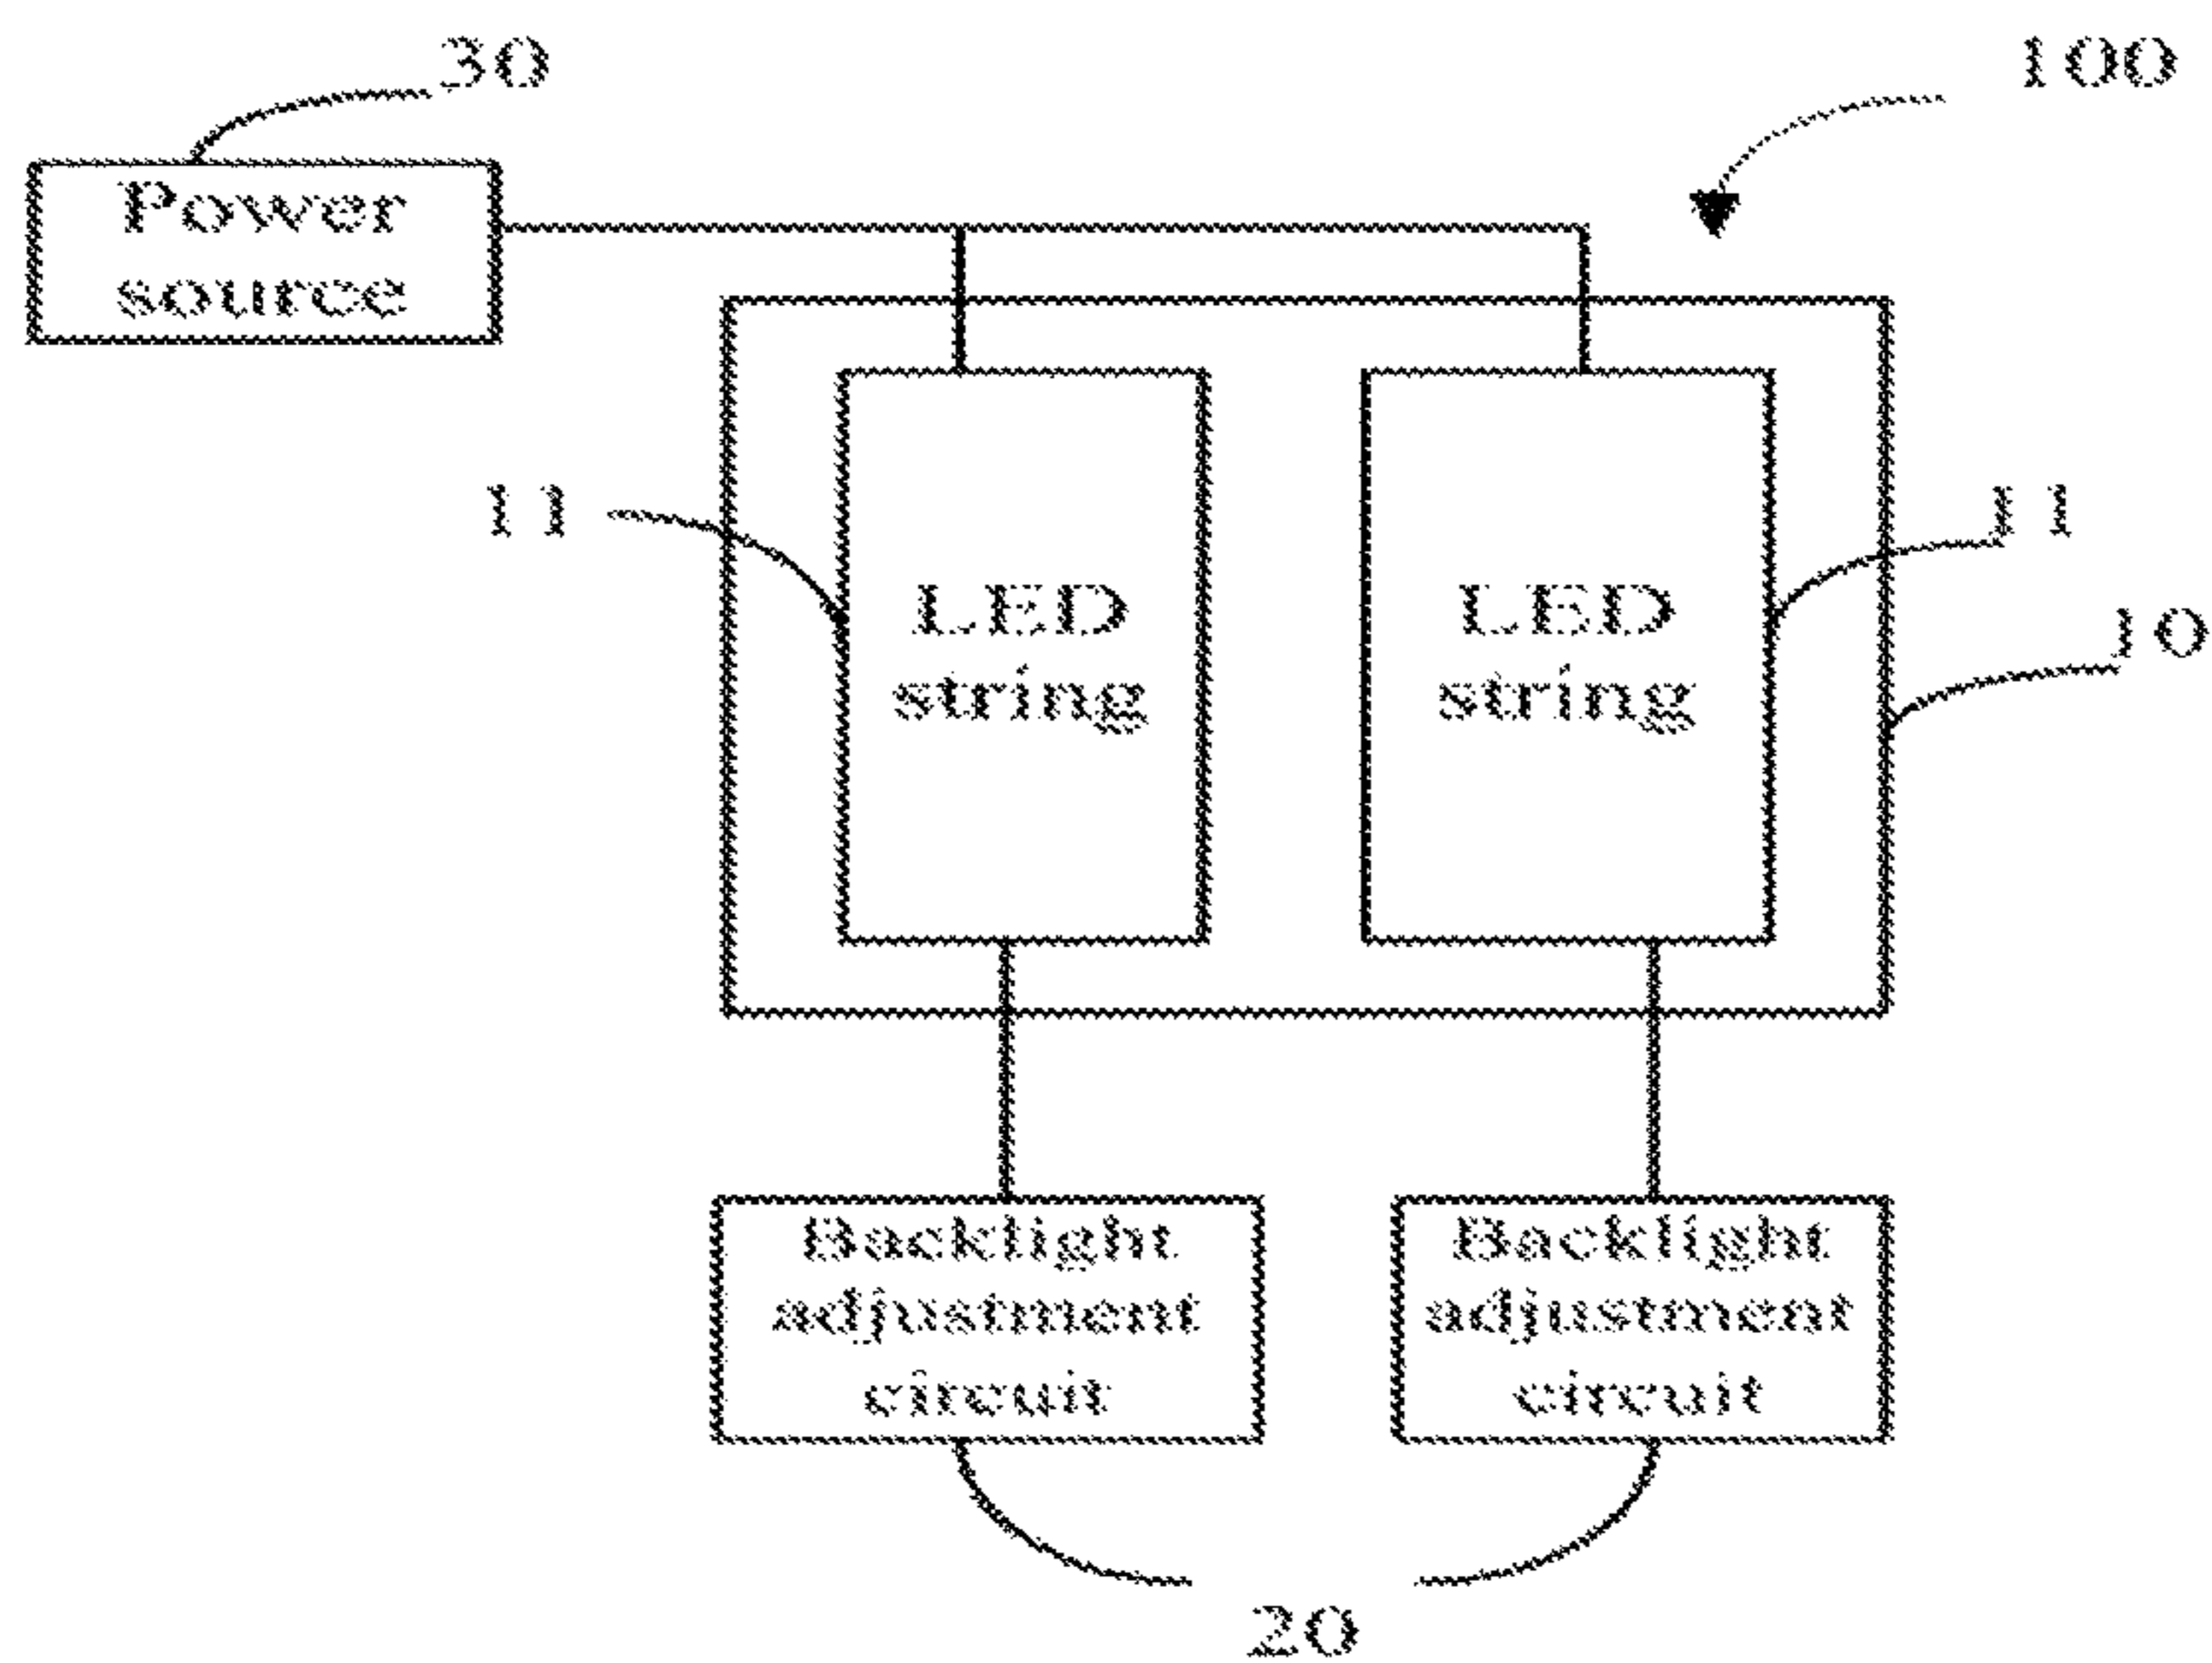 30
100
Power
source
11
11
LED
string
LED
string
10
Backlight
adjustment
circuit
Backlight
adjustment
circuit
20